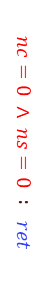 nc = 0 ∧ ns = 0 : ret